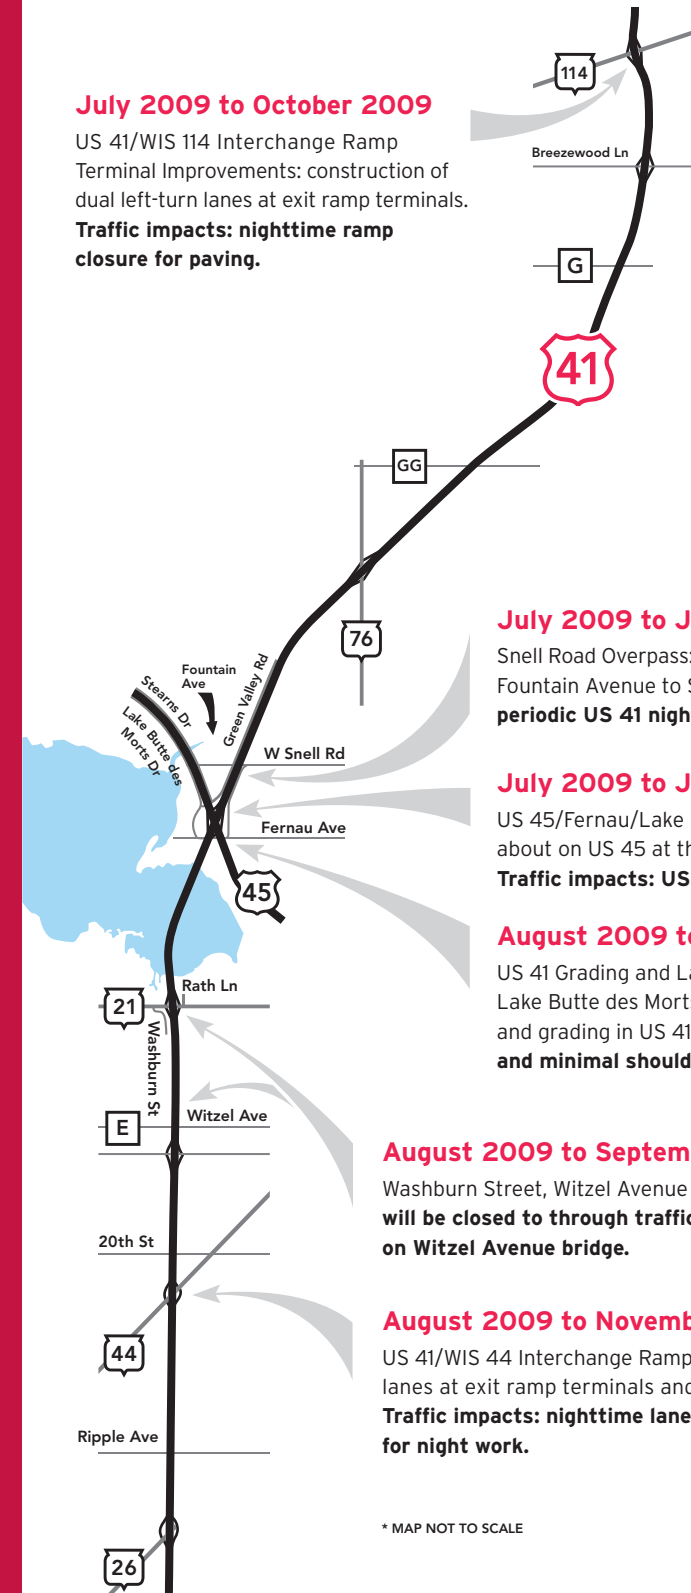 114
July 2009 to October 2009
US 41/WIS 114 Interchange Ramp
Terminal Improvements: construction of
dual left-turn lanes at exit ramp terminals.
Traffic impacts: nighttime ramp
closure for paving.
Breezewood Ln
G
41
GG
76
July 2009 to J
Snell Road Overpass:
Fountain Avenue to S
periodic US 41 nigh
Fountain
Ave
Stearns Dr
Lake Butte des
Morts Dr
Green Valley Rd
W Snell Rd
July 2009 to J
US 45/Fernau/Lake
about on US 45 at th
Traffic impacts: US
Fernau Ave
45
August 2009 to
US 41 Grading and La
Lake Butte des Morts
and grading in US 41
and minimal should
Rath Ln
21
Washburn St
Witzel Ave
E
August 2009 to Septem
Washburn Street, Witzel Avenue
will be closed to through traffic
on Witzel Avenue bridge.
20th St
44
August 2009 to Novemb
US 41/WIS 44 Interchange Ramp
lanes at exit ramp terminals and
Traffic impacts: nighttime lane
for night work.
Ripple Ave
* MAP NOT TO SCALE
26